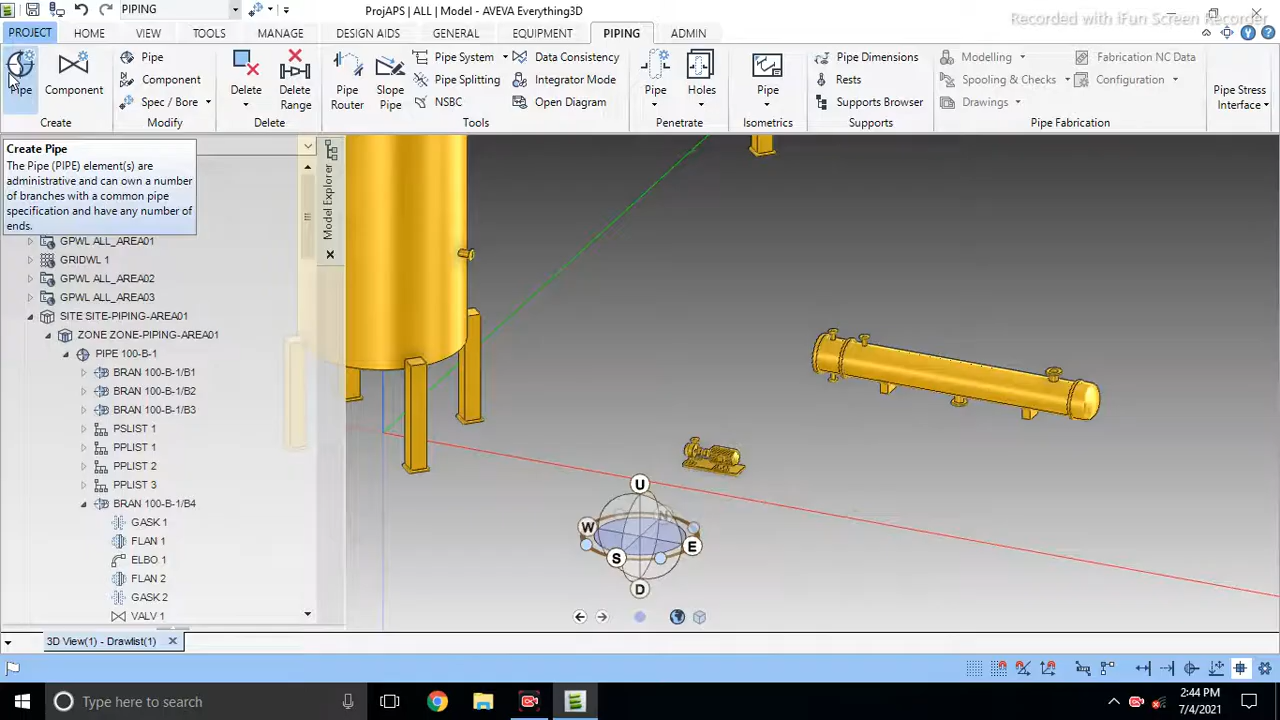 PIPING
ProjAPS | ALL | Model - AVEVA Everything3D
Recorded with iFun Screen Recorder
PROJECT HOME VIEW TOOLS MANAGE DESIGN AIDS GENERAL EQUIPMENT PIPING ADMIN
Pipe
Component
Create
Pipe
Component
Spec / Bore
Modify
Delete
Delete Range
Delete
Pipe Router
Slope Pipe
Pipe System
Pipe Splitting
NSBC
Data Consistency
Integrator Mode
Open Diagram
Tools
Pipe
Holes
Penetrate
Pipe
Isometrics
Pipe Dimensions
Rests
Supports Browser
Supports
Modelling
Spooling & Checks
Drawings
Fabrication NC Data
Configuration
Pipe Fabrication
Pipe Stress
Interface
Create Pipe
The Pipe (PIPE) element(s) are
administrative and can own a number
of branches with a common pipe
specification and have any number of
ends.
Model Explorer
GPWL ALL_AREA01
GRIDWL 1
GPWL ALL_AREA02
GPWL ALL_AREA03
SITE SITE-PIPING-AREA01
ZONE ZONE-PIPING-AREA01
PIPE 100-B-1
BRAN 100-B-1/B1
BRAN 100-B-1/B2
BRAN 100-B-1/B3
PSLIST 1
PPLIST 1
PPLIST 2
PPLIST 3
BRAN 100-B-1/B4
GASK 1
FLAN 1
ELBO 1
FLAN 2
GASK 2
VALV 1
U
W
N
E
S
D
3D View(1) - Drawlist(1)
Type here to search
2:44 PM
7/4/2021